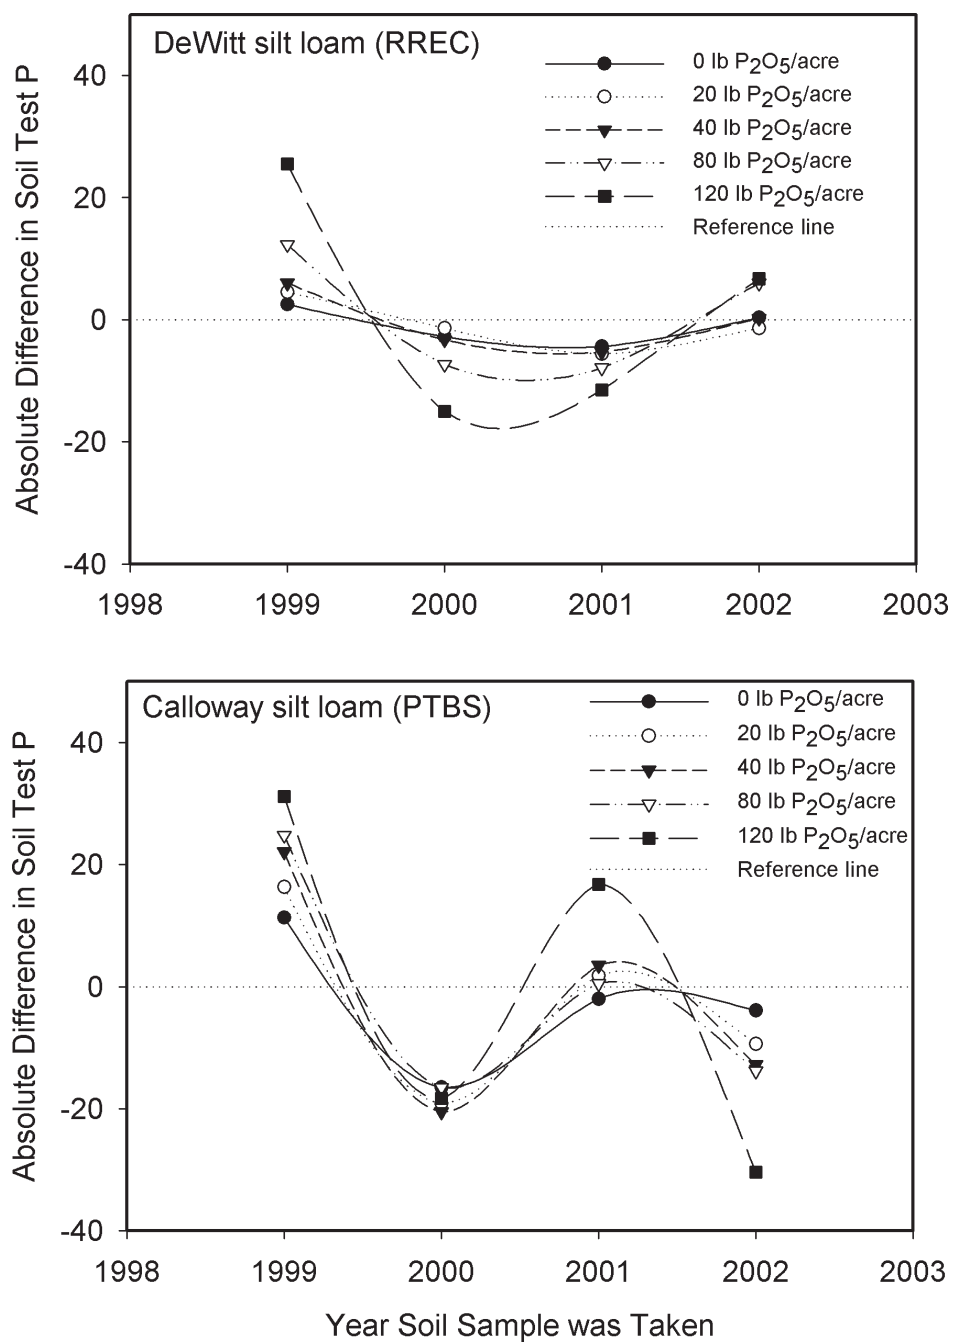 DeWitt silt loam (RREC)
0 lb P2O5/acre
20 lb P2O5/acre
40 lb P2O5/acre
80 lb P2O5/acre
120 lb P2O5/acre
Reference line
Absolute Difference in Soil Test P
40
20
0
-20
-40
1998 1999 2000 2001 2002 2003
Calloway silt loam (PTBS)
0 lb P2O5/acre
20 lb P2O5/acre
40 lb P2O5/acre
80 lb P2O5/acre
120 lb P2O5/acre
Reference line
Absolute Difference in Soil Test P
40
20
0
-20
-40
1998 1999 2000 2001 2002 2003
Year Soil Sample was Taken